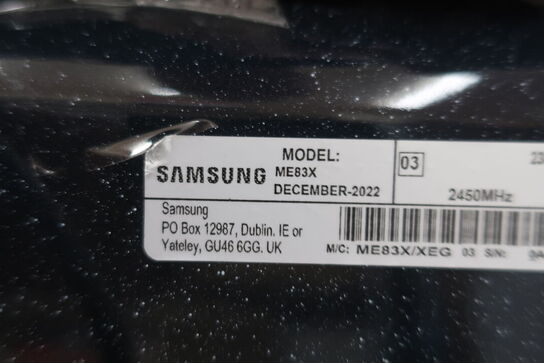 MODEL:
SAMSUNG ME83X
DECEMBER-2022
03
23
2450MHz
Samsung
PO Box 12987, Dublin. IE or
Yateley, GU46 6GG. UK
M/C: ME83X/XEG 03 S/N: